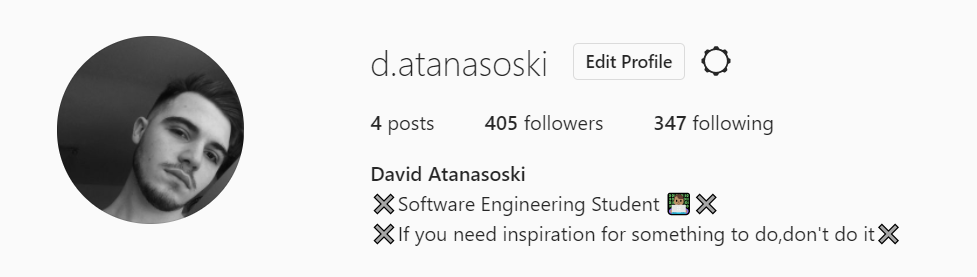 d.atanasoski Edit Profile
4 posts 405 followers 347 following
David Atanasoski
❌Software Engineering Student 👨🏽‍💻❌
❌If you need inspiration for something to do,don't do it❌